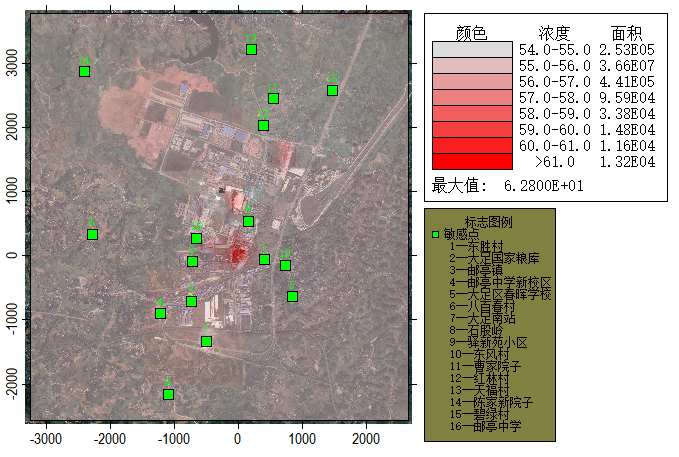 颜色 浓度 面积
54.0-55.0 2.53E05
55.0-56.0 3.66E07
56.0-57.0 4.41E05
57.0-58.0 9.59E04
58.0-59.0 3.38E04
59.0-60.0 1.48E04
60.0-61.0 1.16E04
>61.0 1.32E04
最大值: 6.2800E+01
标志图例
敏感点
1—东胜村
2—大足国家粮库
3—邮亭镇
4—邮亭中学新校区
5—大足区春晖学校
6—八百春村
7—大足南站
8—石殷岭
9—驿新苑小区
10—东风村
11—曹家院子
12—红林村
13—天福村
14—陈家新院子
15—碧绿村
16—邮亭中学
3000
2000
1000
0
-1000
-2000
-3000 -2000 -1000 0 1000 2000